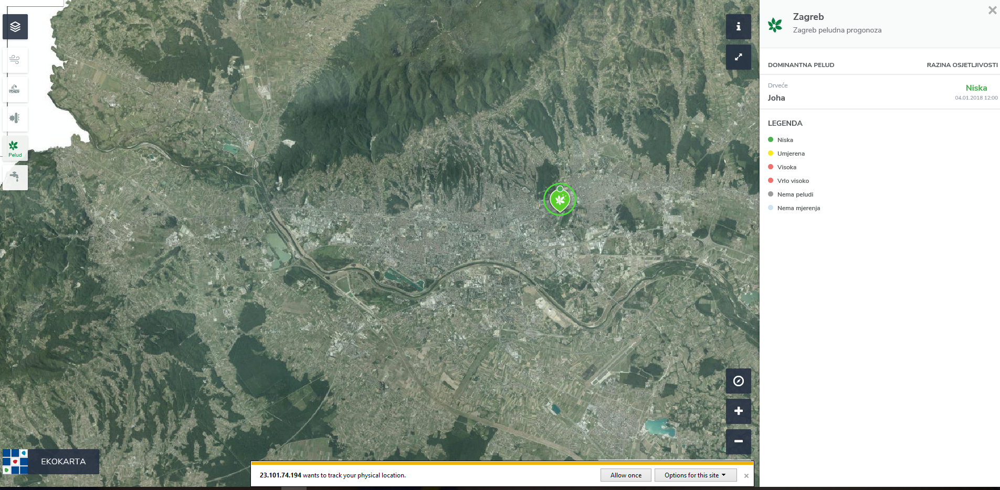 Pelud
EKOKARTA
23.101.74.194 wants to track your physical location.
Allow once
Options for this site
Zagreb
Zagreb peludna progonoza
DOMINANTNA PELUD
RAZINA OSJETLJIVOSTI
Drveće
Joha
Niska
04.01.2018 12:00
LEGENDA
Niska
Umjerena
Visoka
Vrlo visoko
Nema peludi
Nema mjerenja